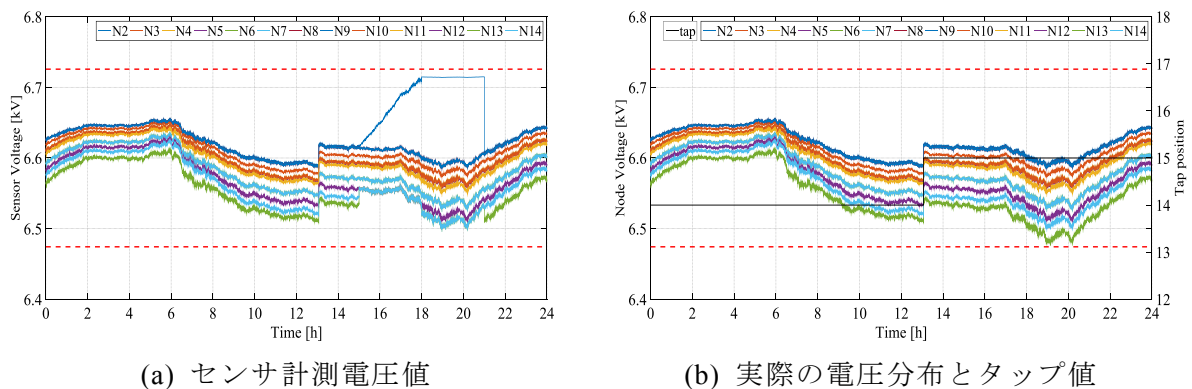 6.8
N2 N3 N4 N5 N6 N7 N8 N9 N10 N11 N12 N13 N14
6.7
6.6
6.5
6.4
Sensor Voltage [kV]
0 2 4 6 8 10 12 14 16 18 20 22 24
Time [h]
(a) センサ計測電圧値
6.8
tap N2 N3 N4 N5 N6 N7 N8 N9 N10 N11 N12 N13 N14
6.7
6.6
6.5
6.4
Node Voltage [kV]
18
17
16
15
14
13
12
Tap position
0 2 4 6 8 10 12 14 16 18 20 22 24
Time [h]
(b) 実際の電圧分布とタップ値